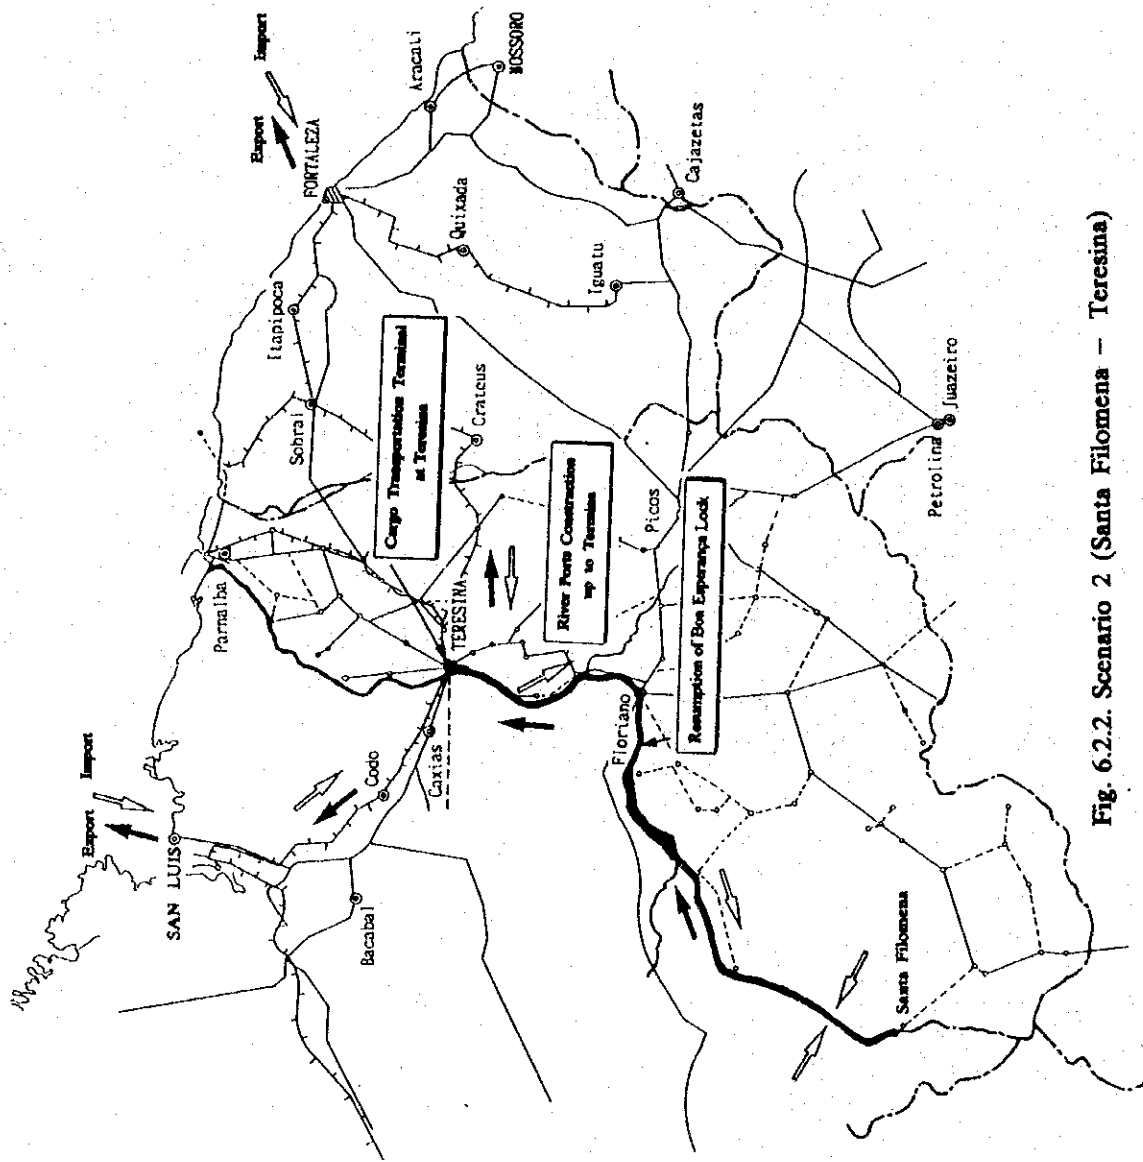 Export Import
SAN LUIS
Parnaiba
Export Import
Itapipoca
Sobral
FORTALEZA
Bacabal
Codo
Cargo Transportation Terminal
at Teresina
Aracati
Caxias
TERESINA
Quixada
Crateus
MOSSORO
River Ports Construction
up to Teresina
Iguatu
Floriano
Picos
Cajazetas
Resumption of Boa Esperança Lock
Santa Filomena
Petrolina
Juazeiro
Fig. 6.2.2. Scenario 2 (Santa Filomena — Teresina)